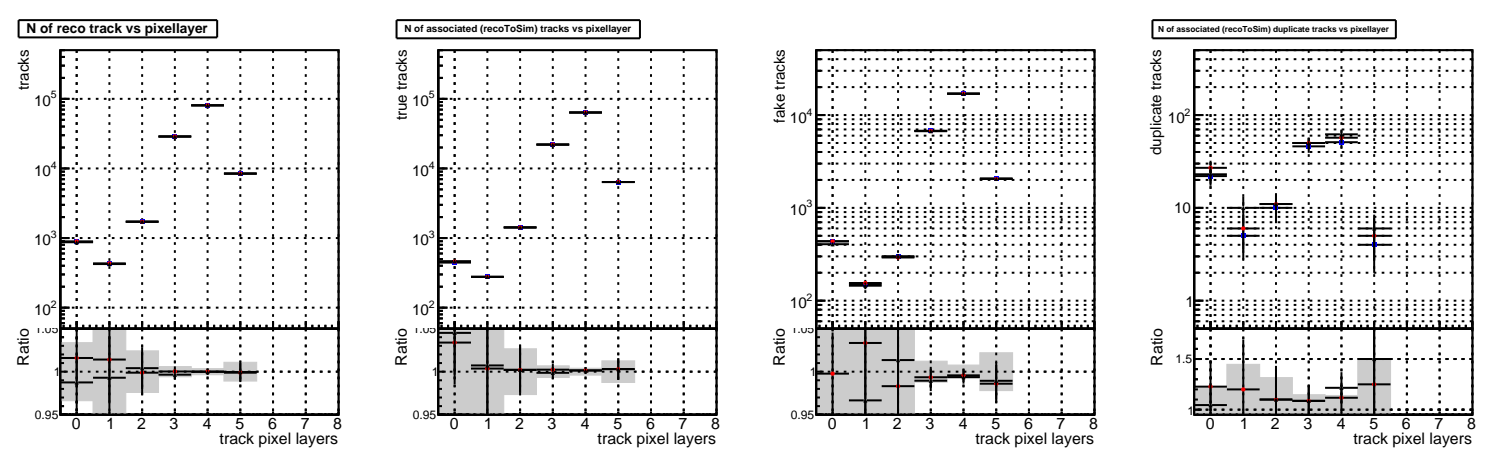 N of reco track vs pixellayer
tracks
10^5
10^4
10^3
10^2
1.05
Ratio
1
0.95
0 1 2 3 4 5 6 7 8
track pixel layers
N of associated (recoToSim) tracks vs pixellayer
true tracks
10^5
10^4
10^3
10^2
1.05
Ratio
1
0.95
0 1 2 3 4 5 6 7 8
track pixel layers
fake tracks
10^4
10^3
10^2
1.05
Ratio
1
0.95
0 1 2 3 4 5 6 7 8
track pixel layers
N of associated (recoToSim) duplicate tracks vs pixellayer
duplicate tracks
10^2
10
1
Ratio
1.5
1
0 1 2 3 4 5 6 7 8
track pixel layers